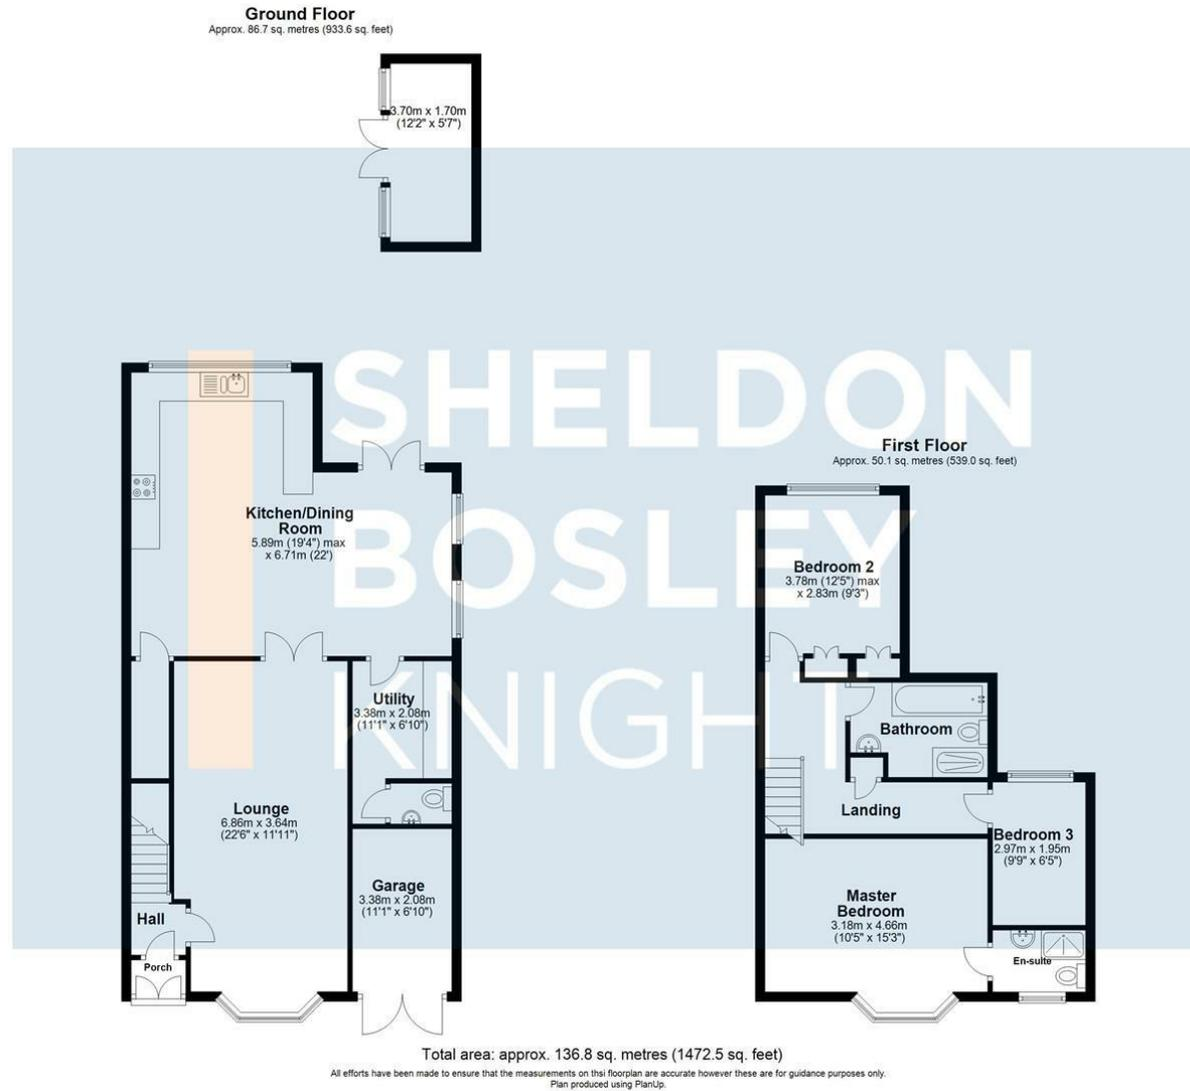 Ground Floor
Approx. 86.7 sq. metres (933.6 sq. feet)
3.70m x 1.70m
(12'2" x 5'7")
SHELDON
BOSLEY
KNIGHT
Kitchen/Dining
Room
5.89m (19'4") max
x 6.71m (22')
Utility
3.38m x 2.08m
(11'1" x 6'10")
Lounge
6.86m x 3.64m
(22'6" x 11'11")
Garage
3.38m x 2.08m
(11'1" x 6'10")
Hall
Porch
First Floor
Approx. 50.1 sq. metres (539.0 sq. feet)
Bedroom 2
3.78m (12'5") max
x 2.83m (9'3")
Bathroom
Landing
Bedroom 3
2.97m x 1.95m
(9'9" x 6'5")
Master
Bedroom
3.18m x 4.66m
(10'5" x 15'3")
En-suite
Total area: approx. 136.8 sq. metres (1472.5 sq. feet)
All efforts have been made to ensure that the measurements on thsi floorplan are accurate however these are for guidance purposes only.
Plan produced using PlanUp.